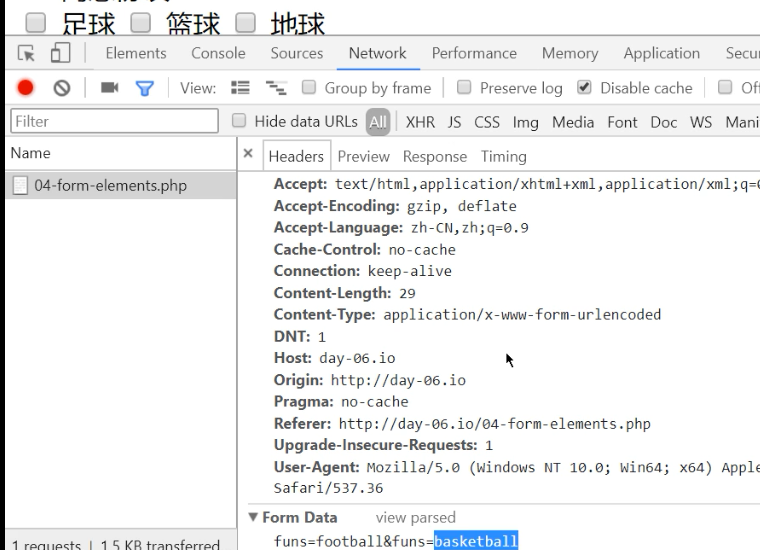 足球 篮球 地球
Elements Console Sources Network Performance Memory Application Secu
View: Group by frame Preserve log Disable cache Of
Filter Hide data URLs All XHR JS CSS Img Media Font Doc WS Mani
Name × Headers Preview Response Timing
04-form-elements.php
Accept: text/html,application/xhtml+xml,application/xml;q=
Accept-Encoding: gzip, deflate
Accept-Language: zh-CN,zh;q=0.9
Cache-Control: no-cache
Connection: keep-alive
Content-Length: 29
Content-Type: application/x-www-form-urlencoded
DNT: 1
Host: day-06.io
Origin: http://day-06.io
Pragma: no-cache
Referer: http://day-06.io/04-form-elements.php
Upgrade-Insecure-Requests: 1
User-Agent: Mozilla/5.0 (Windows NT 10.0; Win64; x64) Apple
Safari/537.36
Form Data view parsed
funs=football&funs=basketball
1 requests | 1.5 KB transferred